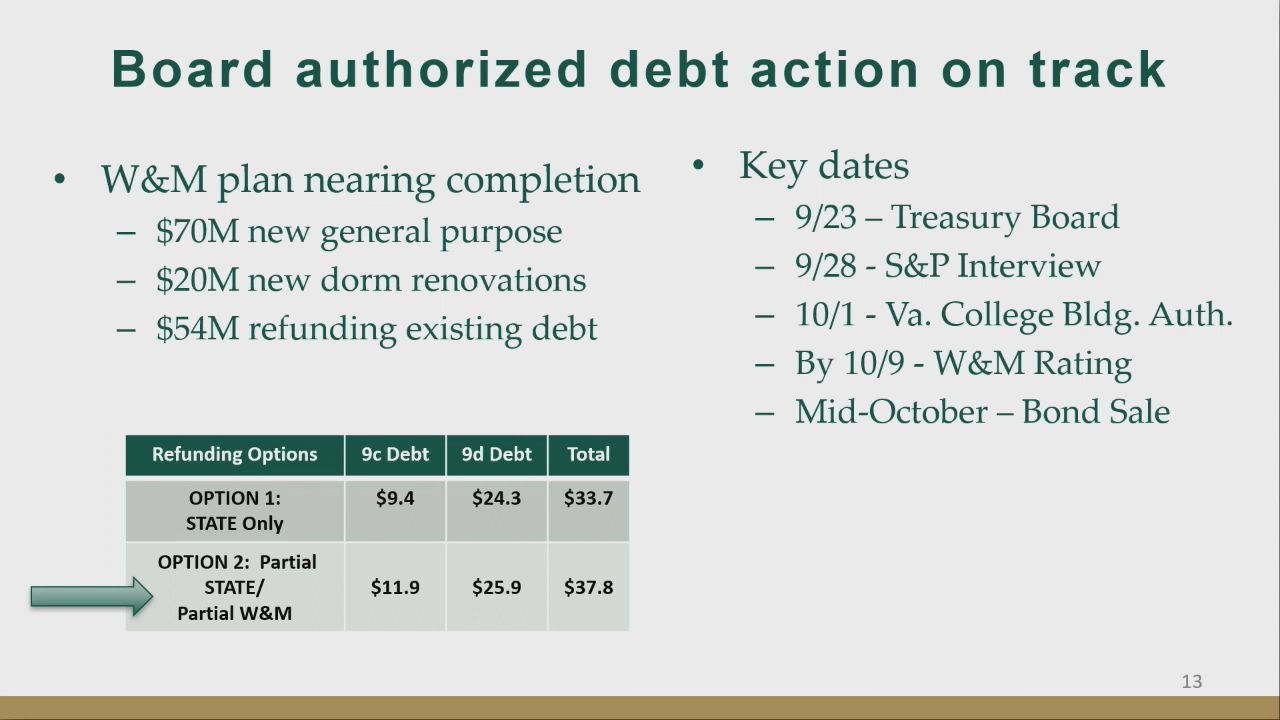 Board authorized debt action on track
• W&M plan nearing completion
– $70M new general purpose
– $20M new dorm renovations
– $54M refunding existing debt
• Key dates
– 9/23 – Treasury Board
– 9/28 - S&P Interview
– 10/1 - Va. College Bldg. Auth.
– By 10/9 - W&M Rating
– Mid-October – Bond Sale
Refunding Options 9c Debt 9d Debt Total
OPTION 1: $9.4 $24.3 $33.7
STATE Only
OPTION 2: Partial
STATE/ $11.9 $25.9 $37.8
Partial W&M
13